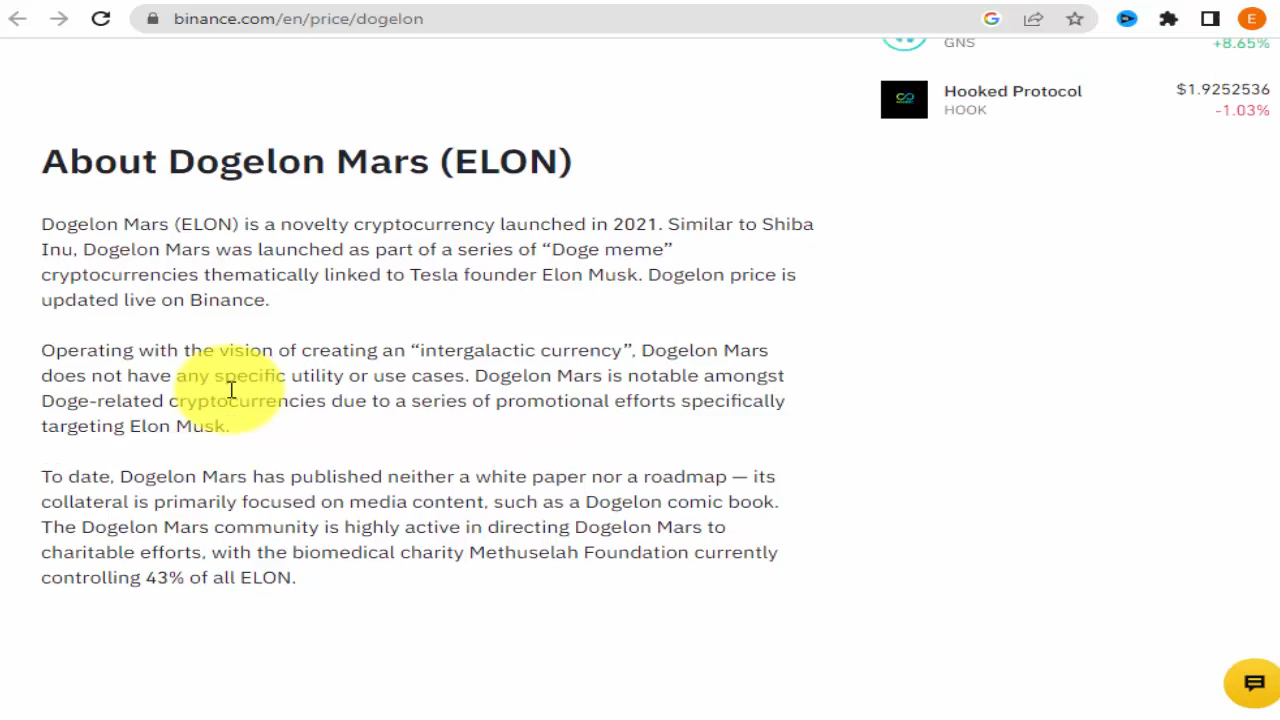 binance.com/en/price/dogelon
E
GNS
+8.65%
Hooked Protocol
$1.9252536
HOOK
-1.03%
About Dogelon Mars (ELON)
Dogelon Mars (ELON) is a novelty cryptocurrency launched in 2021. Similar to Shiba
Inu, Dogelon Mars was launched as part of a series of “Doge meme”
cryptocurrencies thematically linked to Tesla founder Elon Musk. Dogelon price is
updated live on Binance.
Operating with the vision of creating an “intergalactic currency”, Dogelon Mars
does not have any specific utility or use cases. Dogelon Mars is notable amongst
Doge-related cryptocurrencies due to a series of promotional efforts specifically
targeting Elon Musk.
To date, Dogelon Mars has published neither a white paper nor a roadmap — its
collateral is primarily focused on media content, such as a Dogelon comic book.
The Dogelon Mars community is highly active in directing Dogelon Mars to
charitable efforts, with the biomedical charity Methuselah Foundation currently
controlling 43% of all ELON.